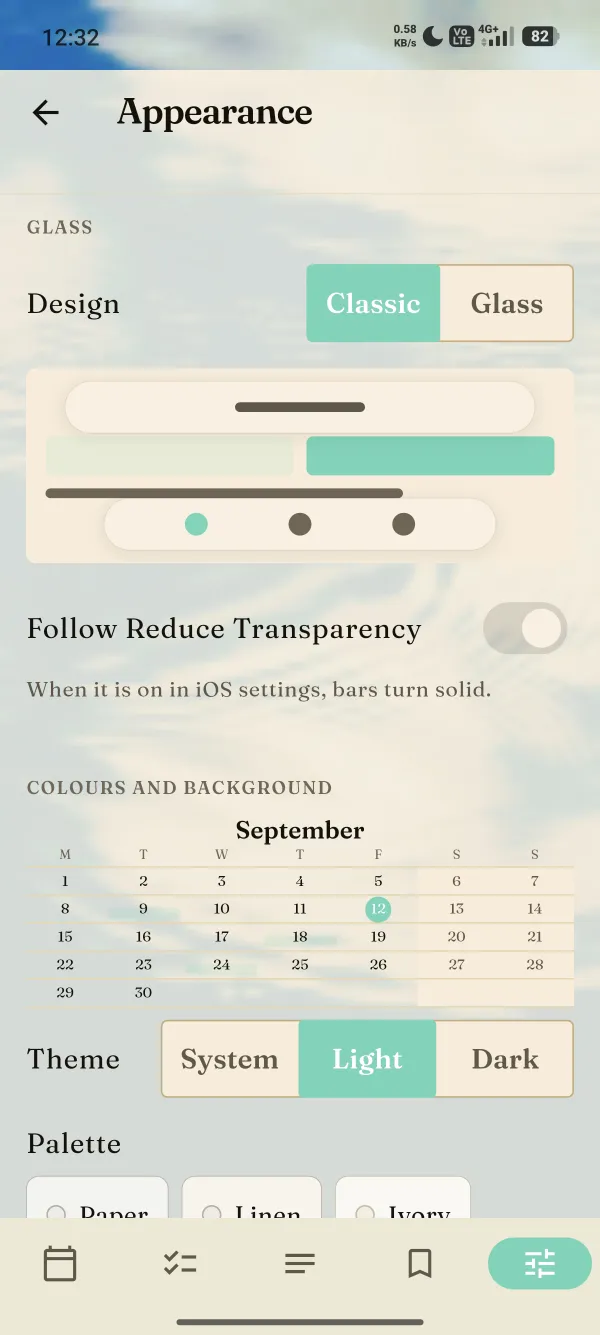 12:32
0.58 KB/s
Vo LTE
4G+
82
Appearance
GLASS
Design
Classic
Glass
Follow Reduce Transparency
When it is on in iOS settings, bars turn solid.
COLOURS AND BACKGROUND
September
M T W T F S S
1 2 3 4 5 6 7
8 9 10 11 12 13 14
15 16 17 18 19 20 21
22 23 24 25 26 27 28
29 30
Theme
System
Light
Dark
Palette
Paper
Linen
Ivory